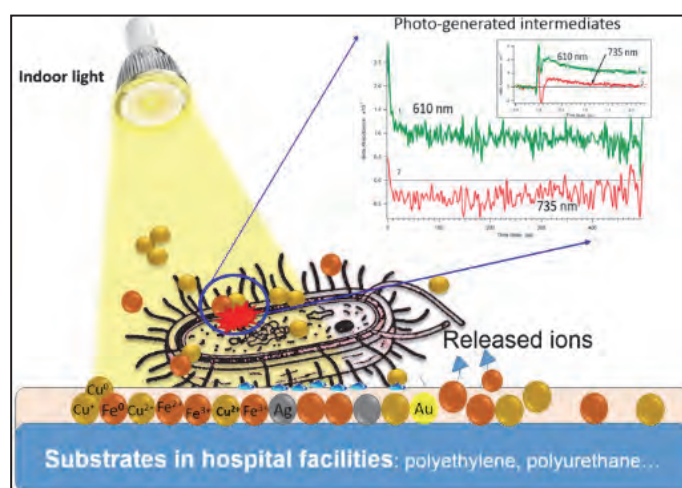 Photo-generated intermediates
Indoor light
610 nm
735 nm
610 nm
735 nm
Released ions
Cu⁰
Cu⁺ Fe⁰ Cu²⁺ Fe²⁺ Fe³⁺ Cu²⁺ Fe³⁺ Ag Au
Substrates in hospital facilities: polyethylene, polyurethane...